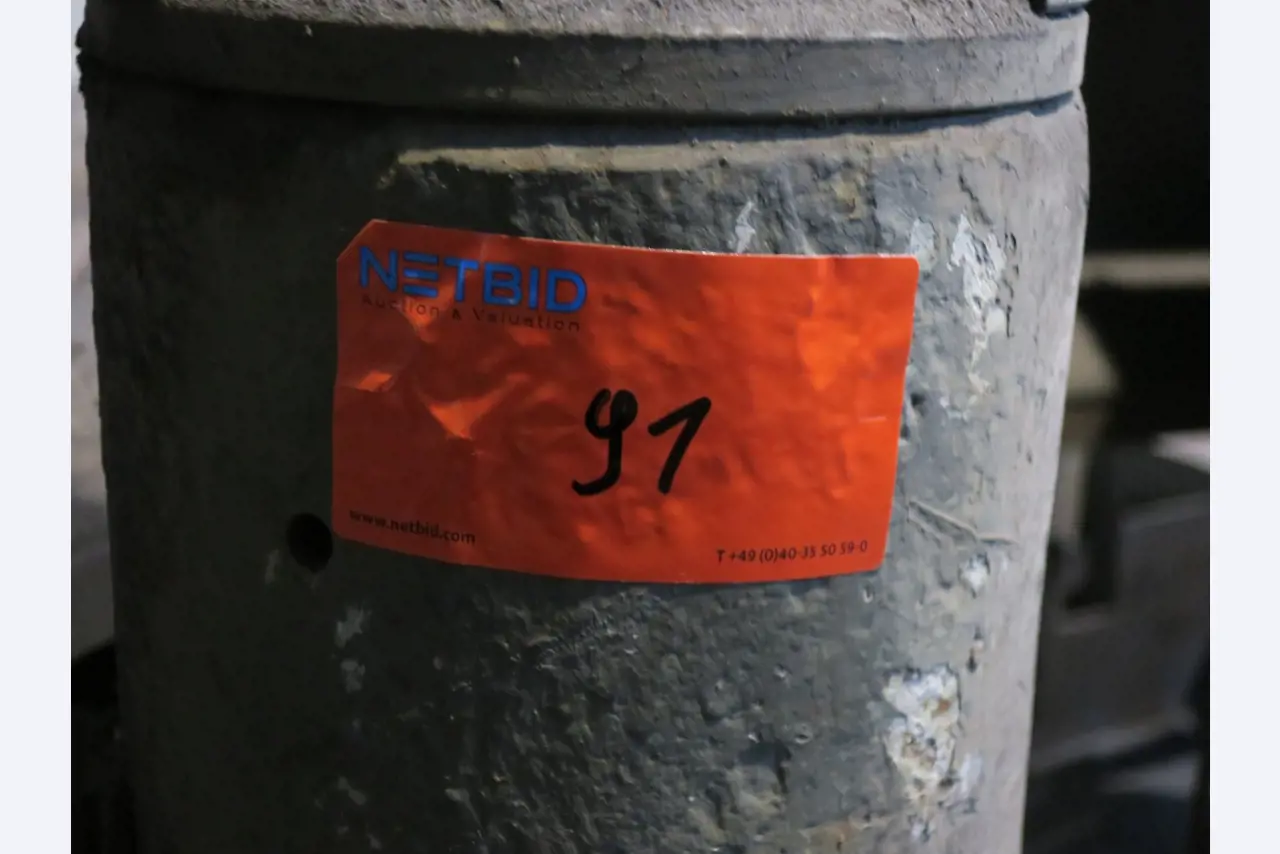 NETBID
Auction & Valuation
91
www.netbid.com
T +49 (0)40-35 50 59-0